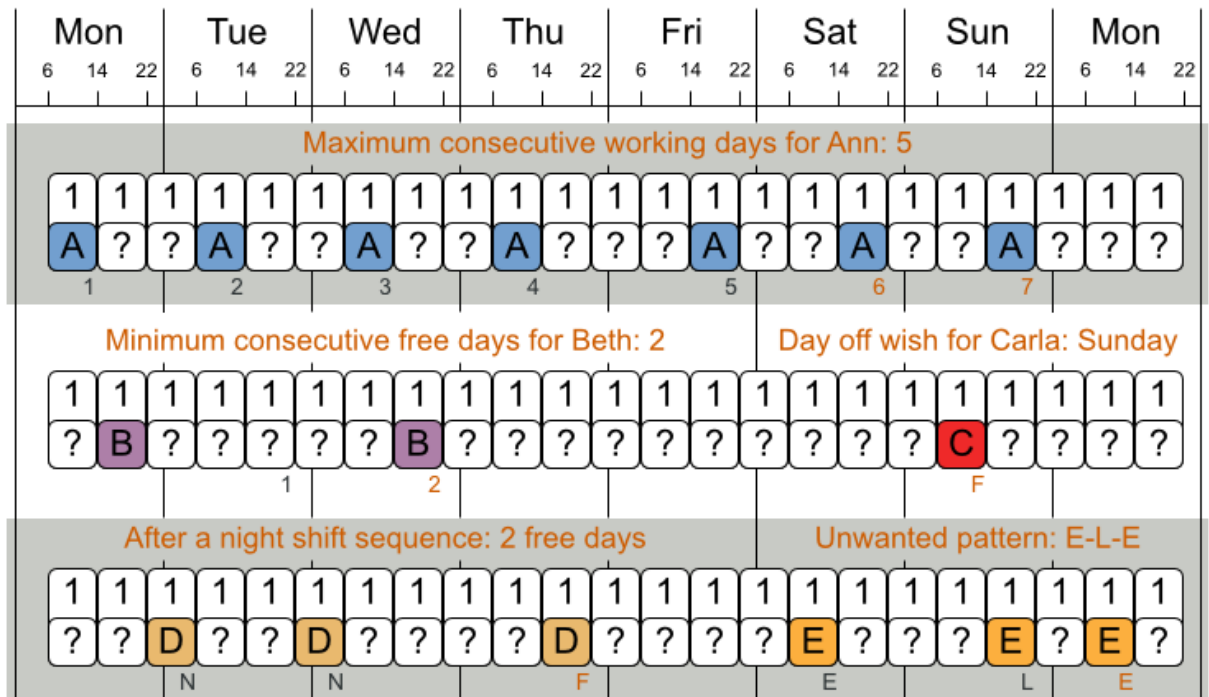 Mon Tue Wed Thu Fri Sat Sun Mon
6 14 22 6 14 22 6 14 22 6 14 22 6 14 22 6 14 22 6 14 22 6 14 22
Maximum consecutive working days for Ann: 5
1 1 1 1 1 1 1 1 1 1 1 1 1 1 1 1 1 1 1 1 1 1 1
A ? ? A ? ? A ? ? A ? ? ? A ? ? A ? ? A ? ? ?
1 2 3 4 5 6 7
Minimum consecutive free days for Beth: 2 Day off wish for Carla: Sunday
1 1 1 1 1 1 1 1 1 1 1 1 1 1 1 1 1 1 1 1 1 1 1
? B ? ? ? ? ? B ? ? ? ? ? ? ? ? ? ? C ? ? ? ?
1 2 F
After a night shift sequence: 2 free days Unwanted pattern: E-L-E
1 1 1 1 1 1 1 1 1 1 1 1 1 1 1 1 1 1 1 1 1 1 1
? ? D ? ? D ? ? ? ? D ? ? ? ? E ? ? ? E ? E ?
N N F E L E